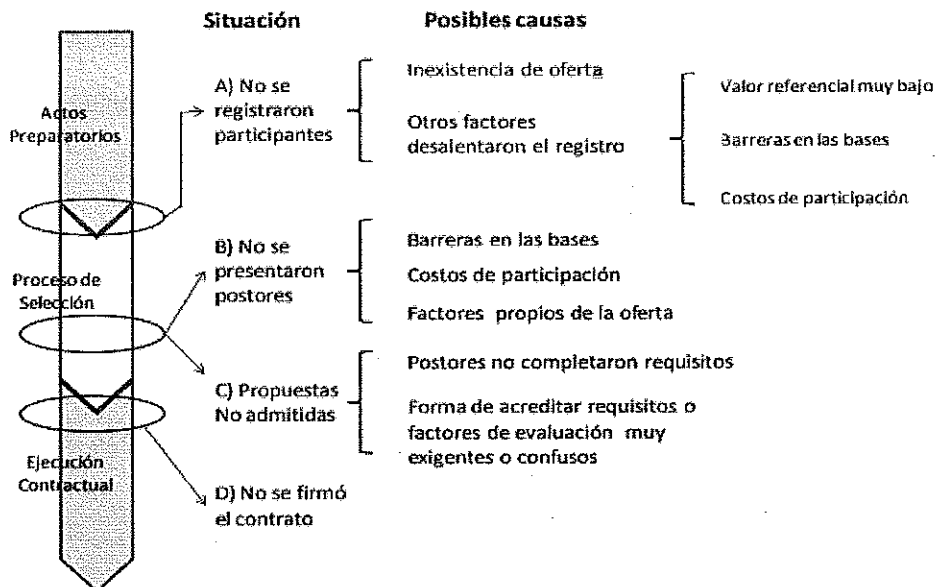 Situación
Posibles causas
Actos
Preparatorios
A) No se
registraron
participantes
Inexistencia de oferta
Otros factores
desalentaron el registro
Valor referencial muy bajo
Barreras en las bases
Costos de participación
Proceso de
Selección
B) No se
presentaron
postores
Barreras en las bases
Costos de participación
Factores propios de la oferta
C) Propuestas
No admitidas
Postores no completaron requisitos
Forma de acreditar requisitos o
factores de evaluación muy
exigentes o confusos
Ejecución
Contractual
D) No se firmó
el contrato